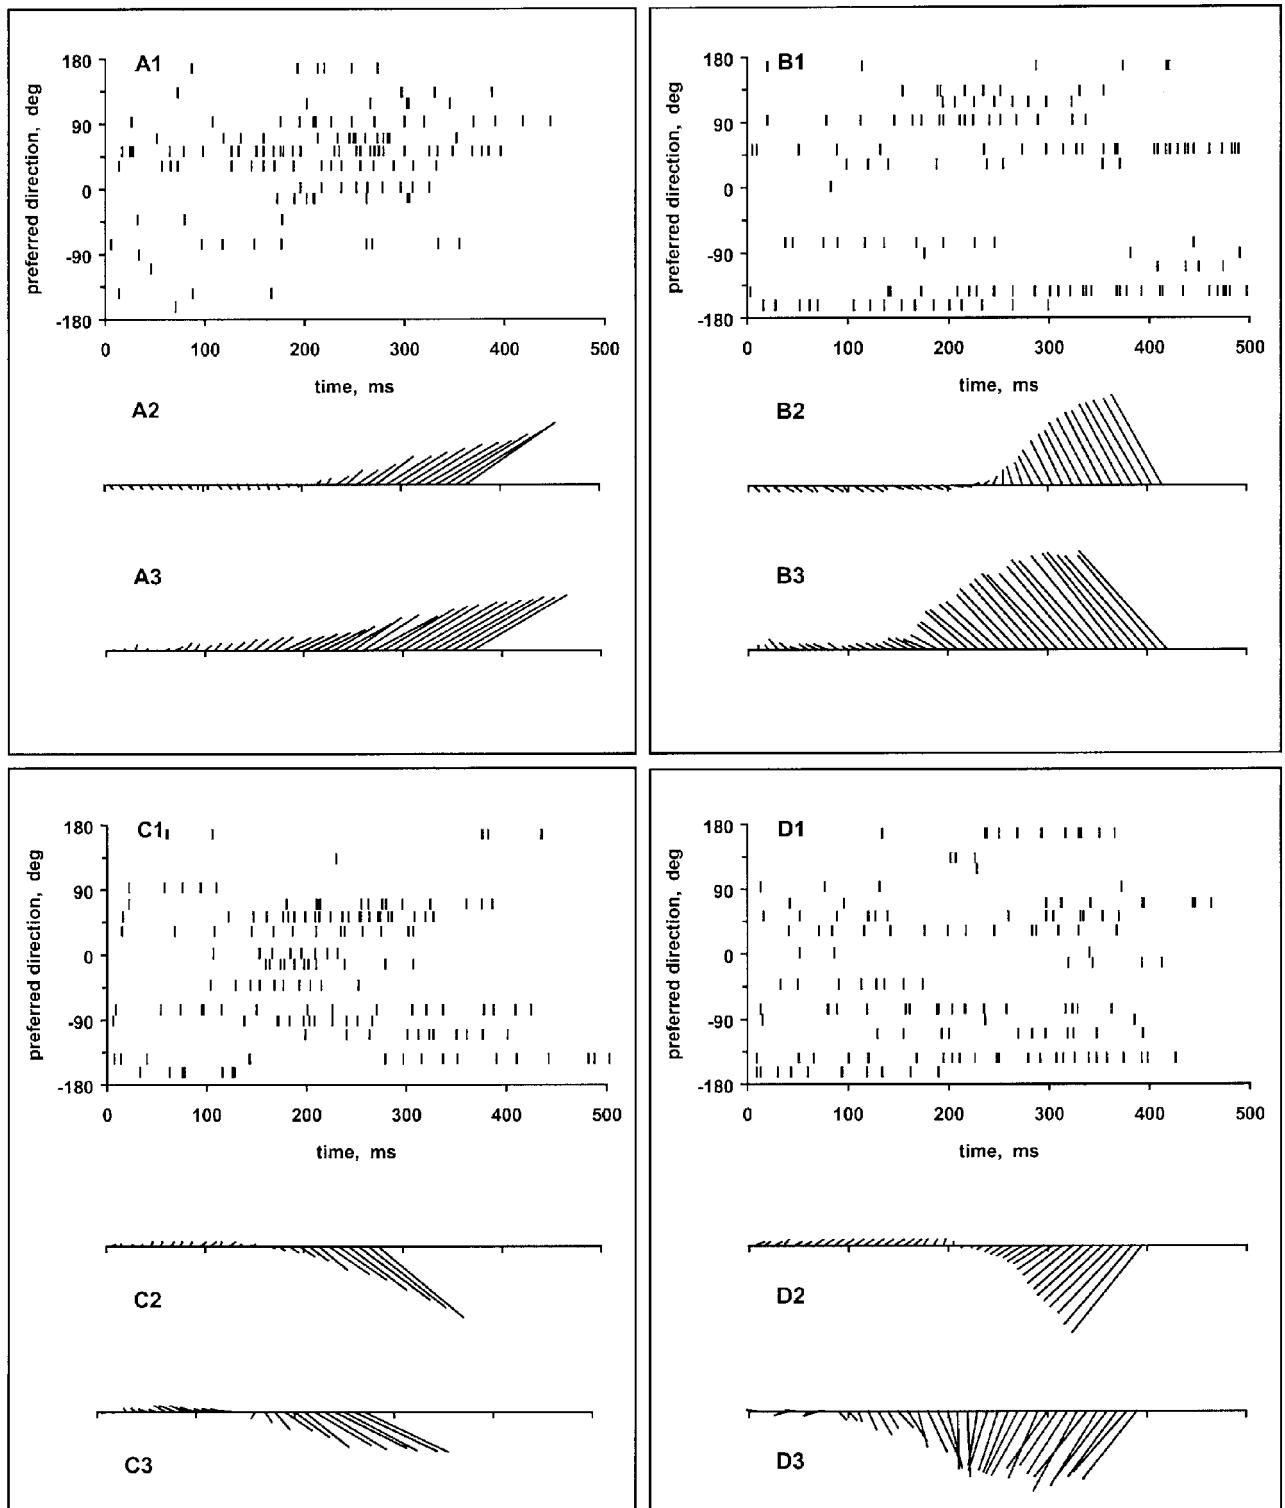 A1
180
90
0
-90
-180
preferred direction, deg
0 100 200 300 400 500
time, ms
A2
A3
B1
180
90
0
-90
-180
preferred direction, deg
0 100 200 300 400 500
time, ms
B2
B3
C1
180
90
0
-90
-180
preferred direction, deg
0 100 200 300 400 500
time, ms
C2
C3
D1
180
90
0
-90
-180
preferred direction, deg
0 100 200 300 400 500
time, ms
D2
D3